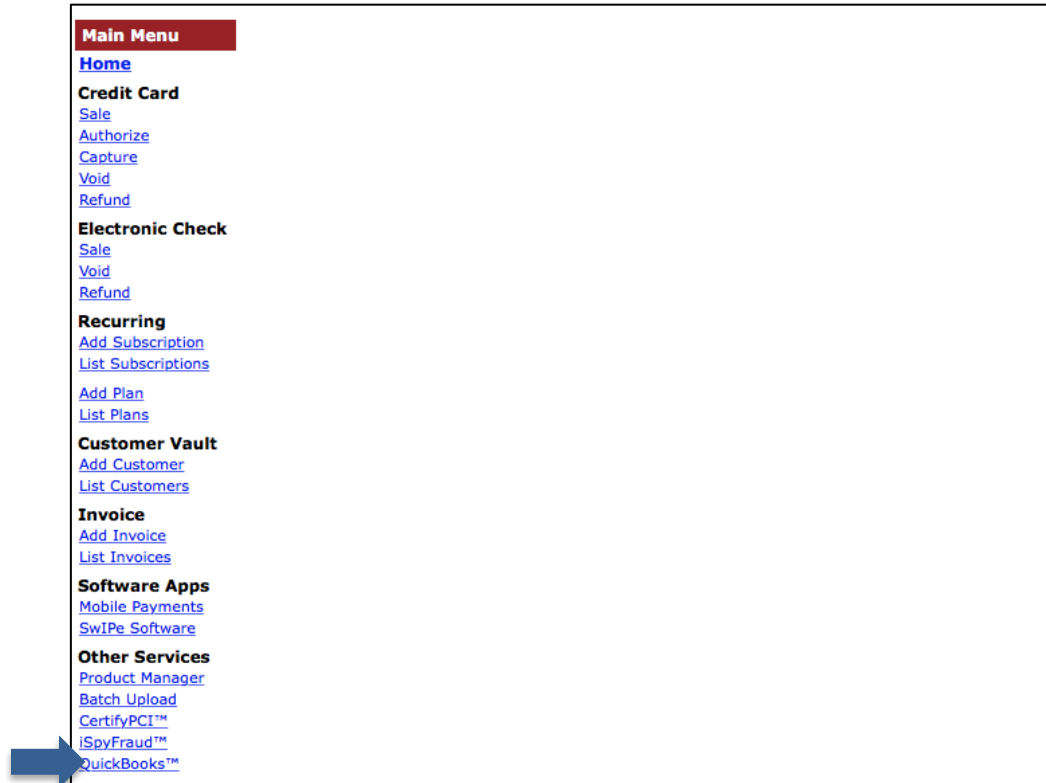 Main Menu
Home
Credit Card
Sale
Authorize
Capture
Void
Refund
Electronic Check
Sale
Void
Refund
Recurring
Add Subscription
List Subscriptions
Add Plan
List Plans
Customer Vault
Add Customer
List Customers
Invoice
Add Invoice
List Invoices
Software Apps
Mobile Payments
SwIPe Software
Other Services
Product Manager
Batch Upload
CertifyPCI™
iSpyFraud™
QuickBooks™